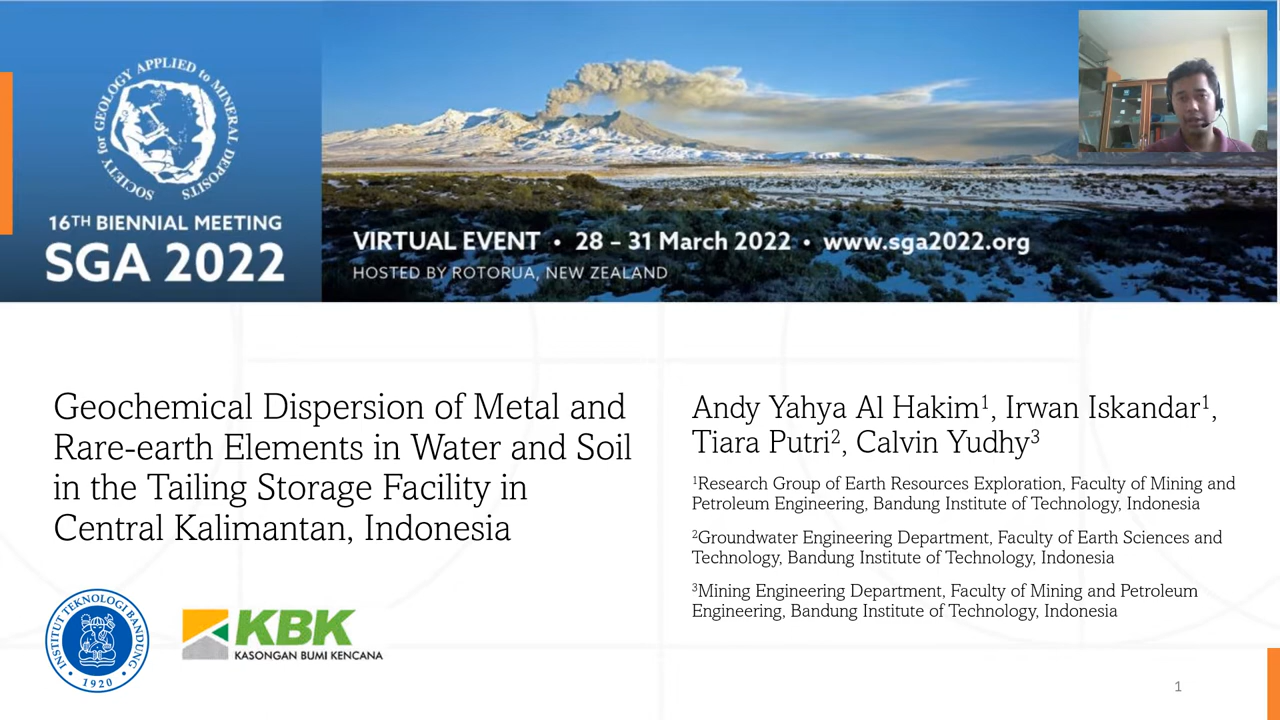 SOCIETY for GEOLOGY APPLIED to MINERAL DEPOSITS
16TH BIENNIAL MEETING
SGA 2022
VIRTUAL EVENT • 28 – 31 March 2022 • www.sga2022.org
HOSTED BY ROTORUA, NEW ZEALAND
Geochemical Dispersion of Metal and
Rare-earth Elements in Water and Soil
in the Tailing Storage Facility in
Central Kalimantan, Indonesia
Andy Yahya Al Hakim¹, Irwan Iskandar¹,
Tiara Putri², Calvin Yudhy³
¹Research Group of Earth Resources Exploration, Faculty of Mining and
Petroleum Engineering, Bandung Institute of Technology, Indonesia
²Groundwater Engineering Department, Faculty of Earth Sciences and
Technology, Bandung Institute of Technology, Indonesia
³Mining Engineering Department, Faculty of Mining and Petroleum
Engineering, Bandung Institute of Technology, Indonesia
INSTITUT TEKNOLOGI BANDUNG
• 1920 •
KBK
KASONGAN BUMI KENCANA
1